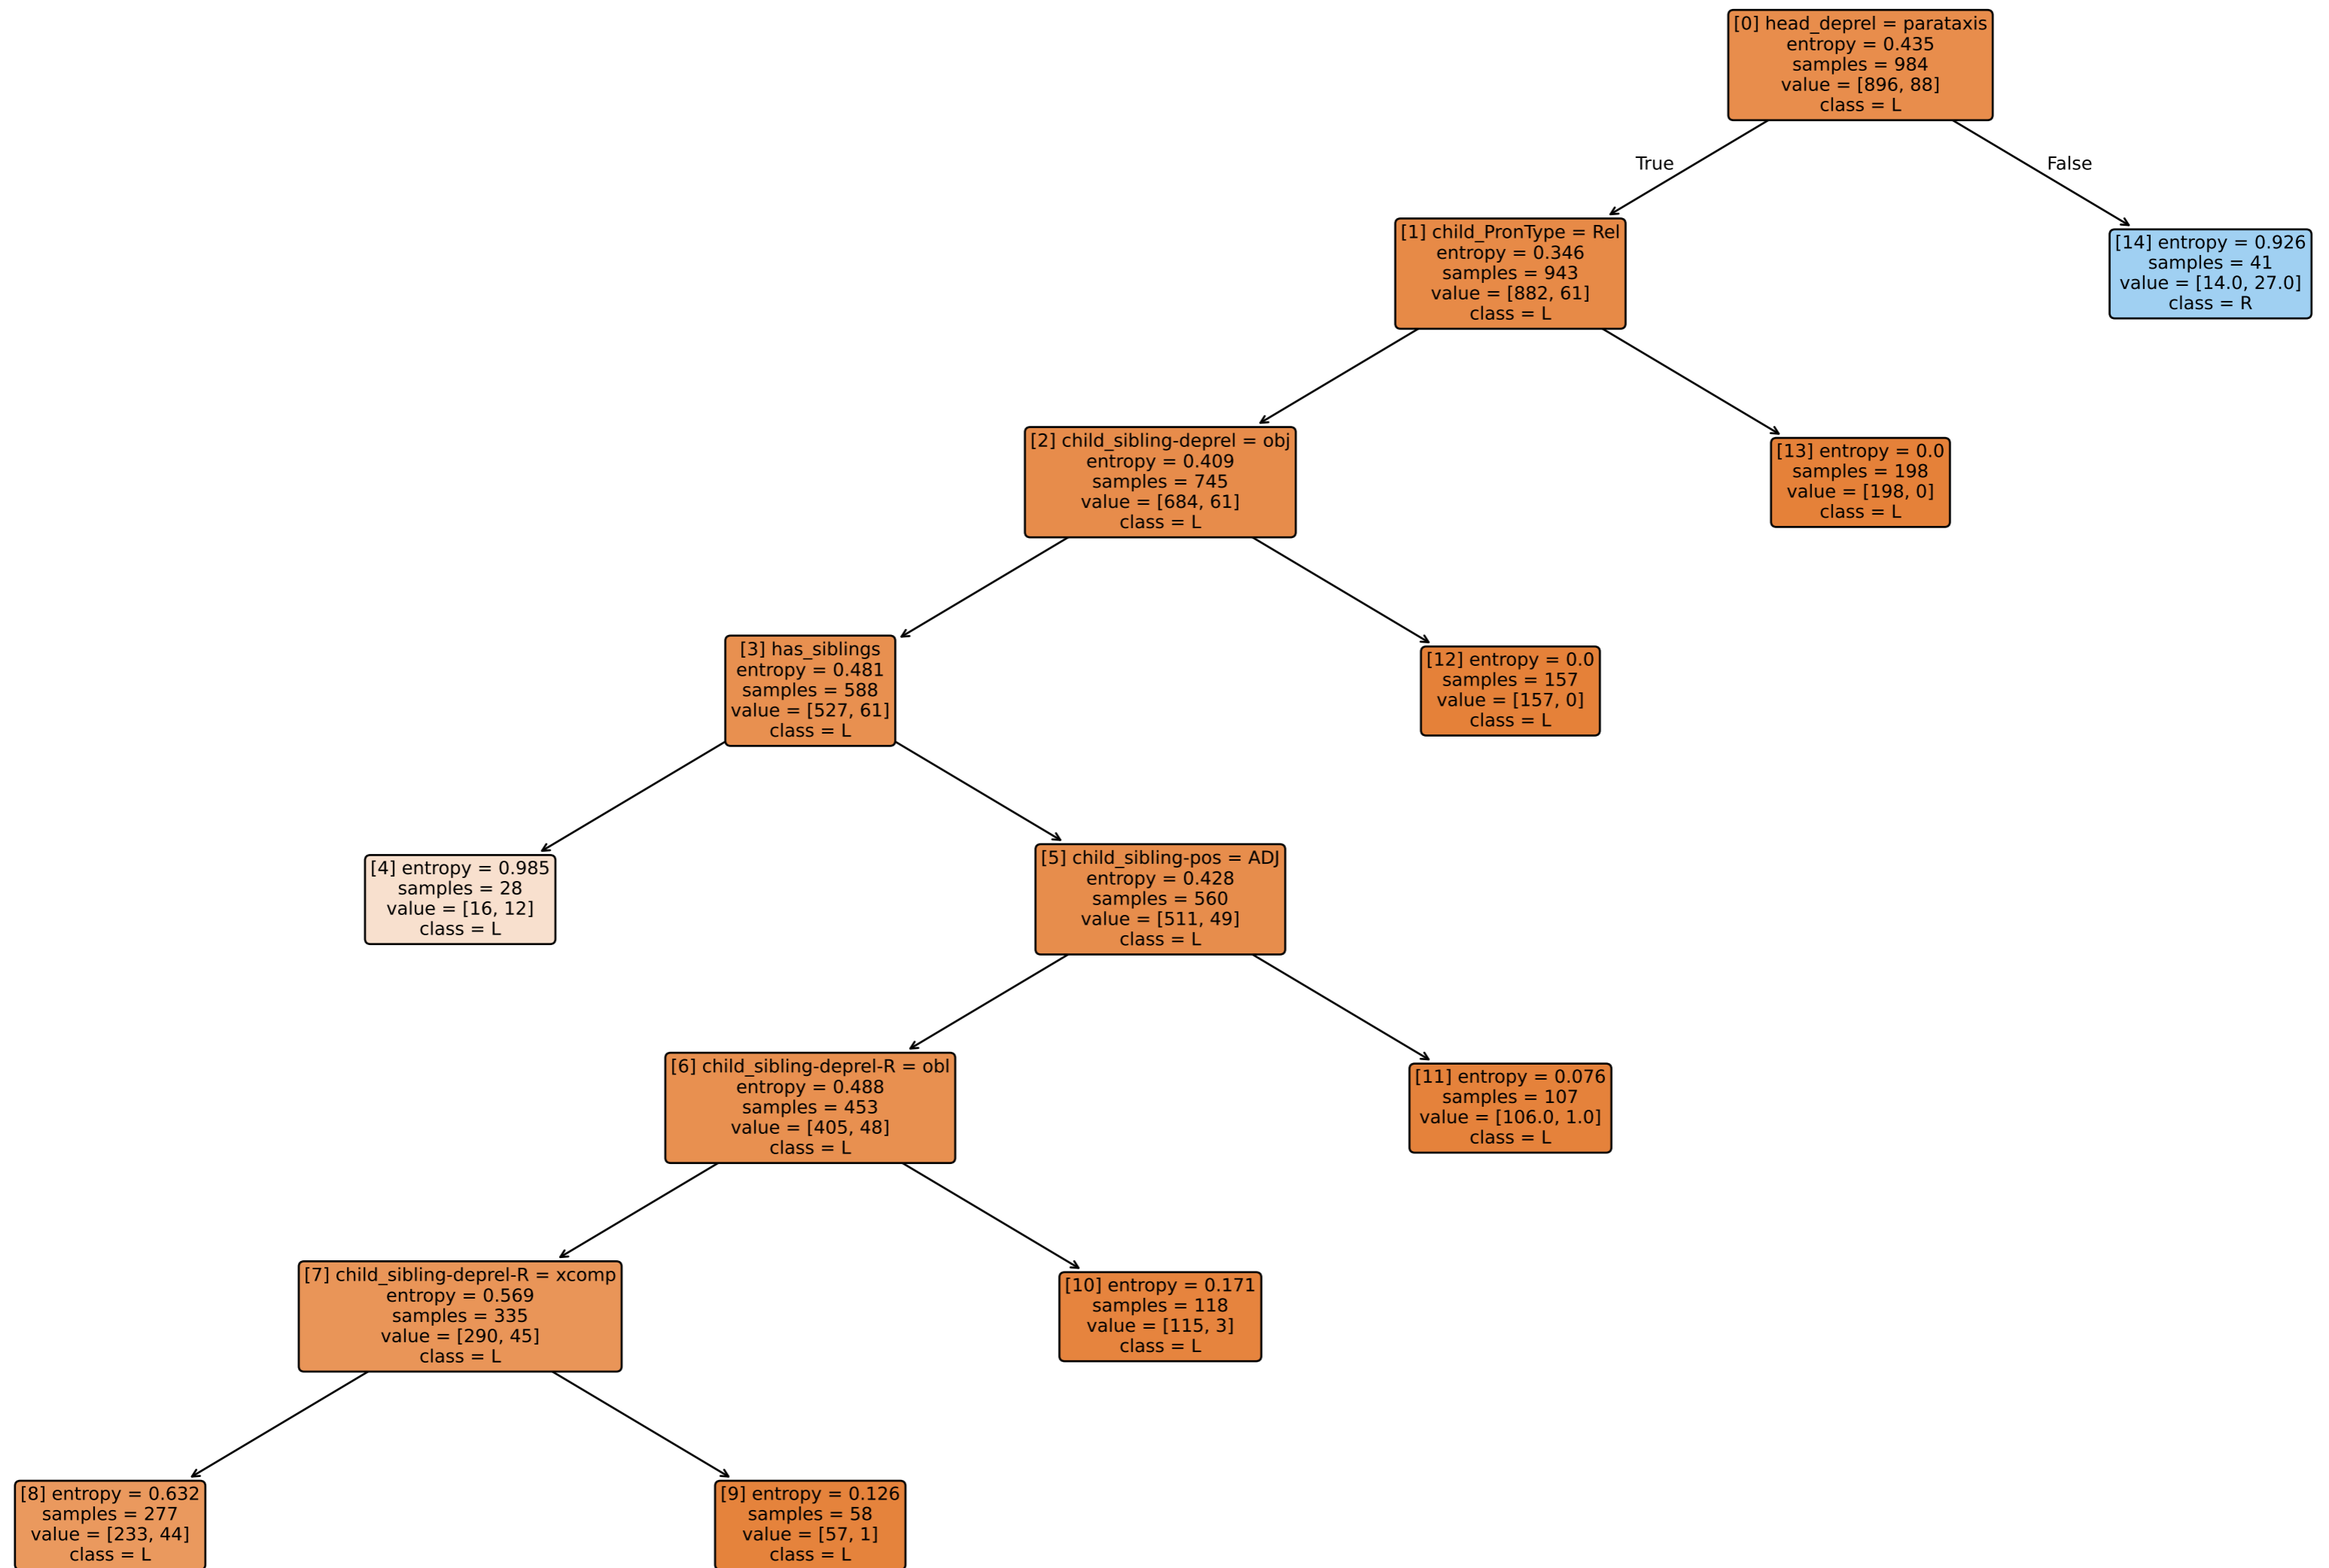 [0] head_deprel = parataxis
entropy = 0.435
samples = 984
value = [896, 88]
class = L
True
False
[1] child_PronType = Rel
entropy = 0.346
samples = 943
value = [882, 61]
class = L
[14] entropy = 0.926
samples = 41
value = [14.0, 27.0]
class = R
[2] child_sibling-deprel = obj
entropy = 0.409
samples = 745
value = [684, 61]
class = L
[13] entropy = 0.0
samples = 198
value = [198, 0]
class = L
[3] has_siblings
entropy = 0.481
samples = 588
value = [527, 61]
class = L
[12] entropy = 0.0
samples = 157
value = [157, 0]
class = L
[4] entropy = 0.985
samples = 28
value = [16, 12]
class = L
[5] child_sibling-pos = ADJ
entropy = 0.428
samples = 560
value = [511, 49]
class = L
[6] child_sibling-deprel-R = obl
entropy = 0.488
samples = 453
value = [405, 48]
class = L
[11] entropy = 0.076
samples = 107
value = [106.0, 1.0]
class = L
[7] child_sibling-deprel-R = xcomp
entropy = 0.569
samples = 335
value = [290, 45]
class = L
[10] entropy = 0.171
samples = 118
value = [115, 3]
class = L
[8] entropy = 0.632
samples = 277
value = [233, 44]
class = L
[9] entropy = 0.126
samples = 58
value = [57, 1]
class = L